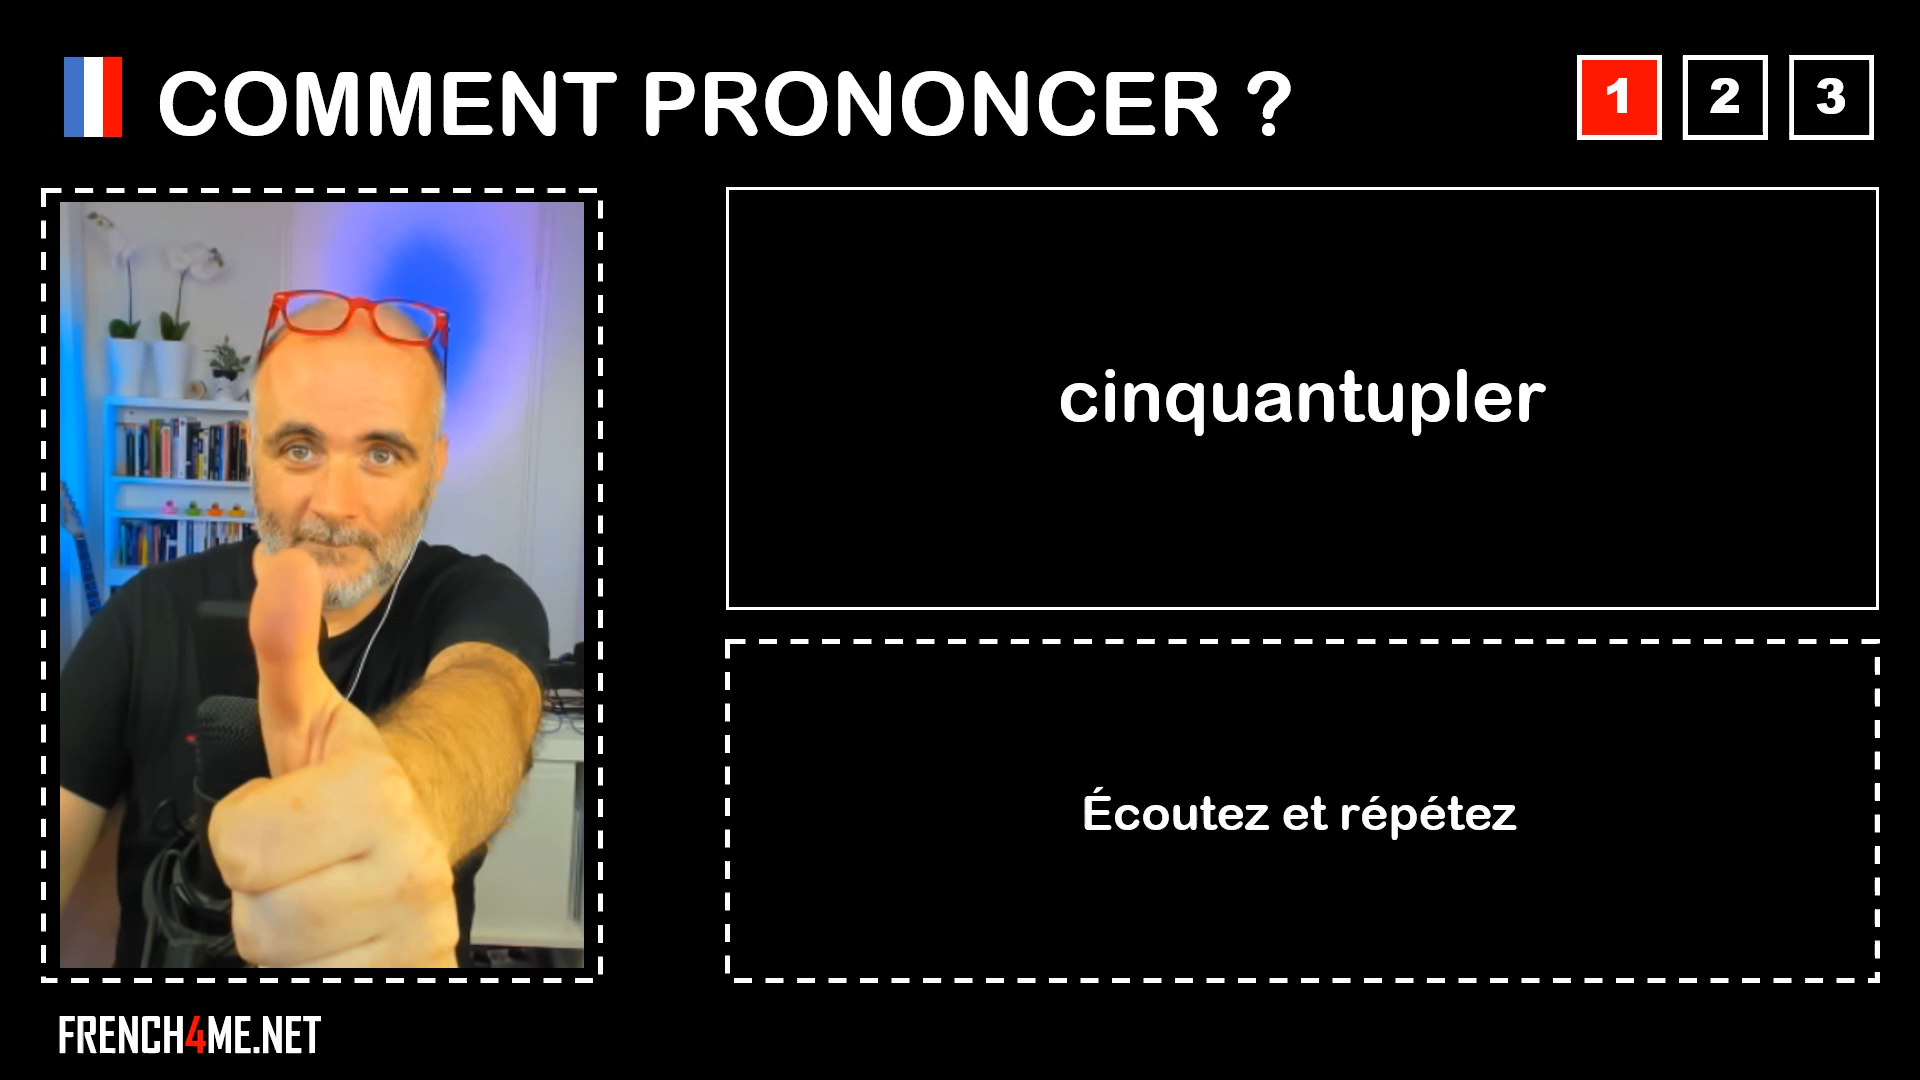 COMMENT PRONONCER ?
1 2 3
cinquantupler
Écoutez et répétez
FRENCH4ME.NET